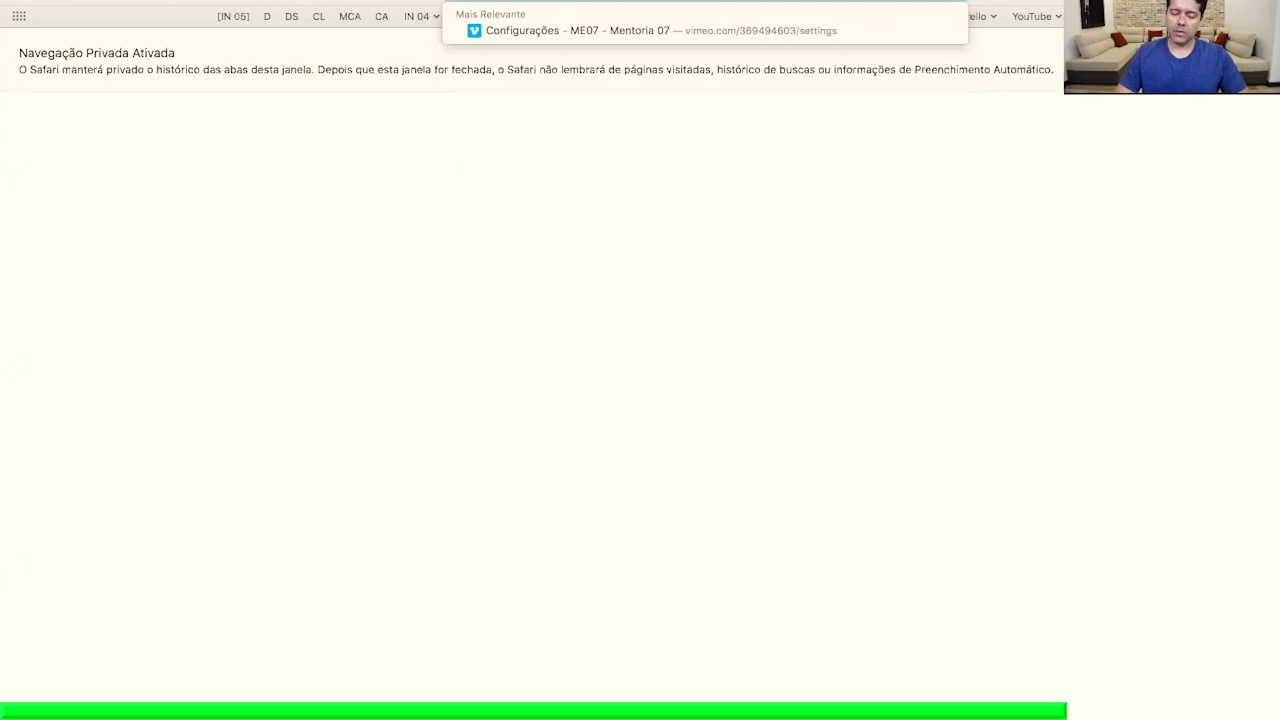 [IN 05] D DS CL MCA CA IN 04 YouTube
Mais Relevante
Configurações - ME07 - Mentoria 07 — vimeo.com/369494603/settings
Navegação Privada Ativada
O Safari manterá privado o histórico das abas desta janela. Depois que esta janela for fechada, o Safari não lembrará de páginas visitadas, histórico de buscas ou informações de Preenchimento Automático.